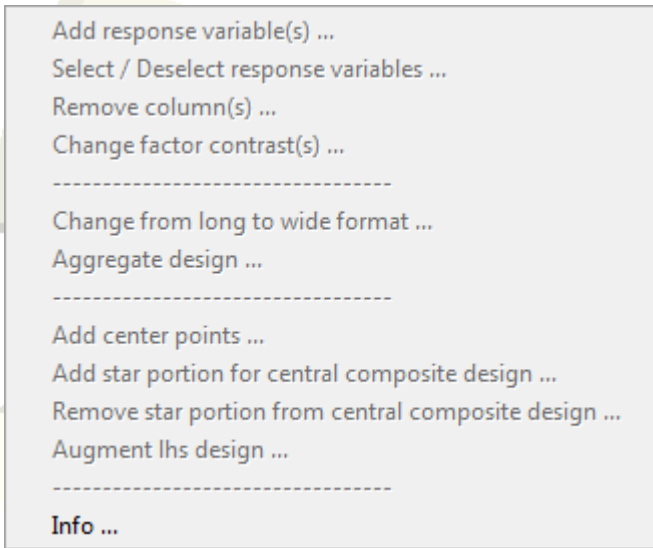 Add response variable(s) ...
Select / Deselect response variables ...
Remove column(s) ...
Change factor contrast(s) ...
----------------------------------
Change from long to wide format ...
Aggregate design ...
----------------------------------
Add center points ...
Add star portion for central composite design ...
Remove star portion from central composite design ...
Augment lhs design ...
----------------------------------
Info ...